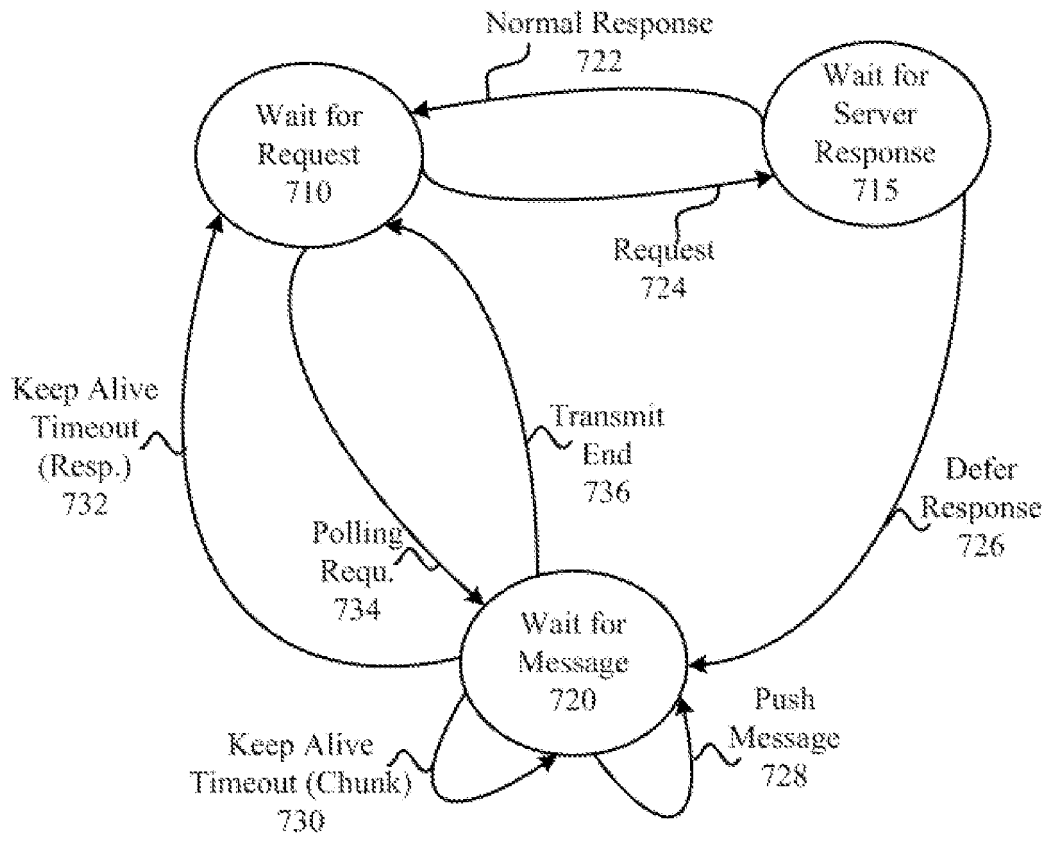 Normal Response
722
Wait for
Request
710
Wait for
Server
Response
715
Request
724
Keep Alive
Timeout
(Resp.)
732
Transmit
End
736
Defer
Response
726
Polling
Requ.
734
Wait for
Message
720
Push
Message
728
Keep Alive
Timeout (Chunk)
730